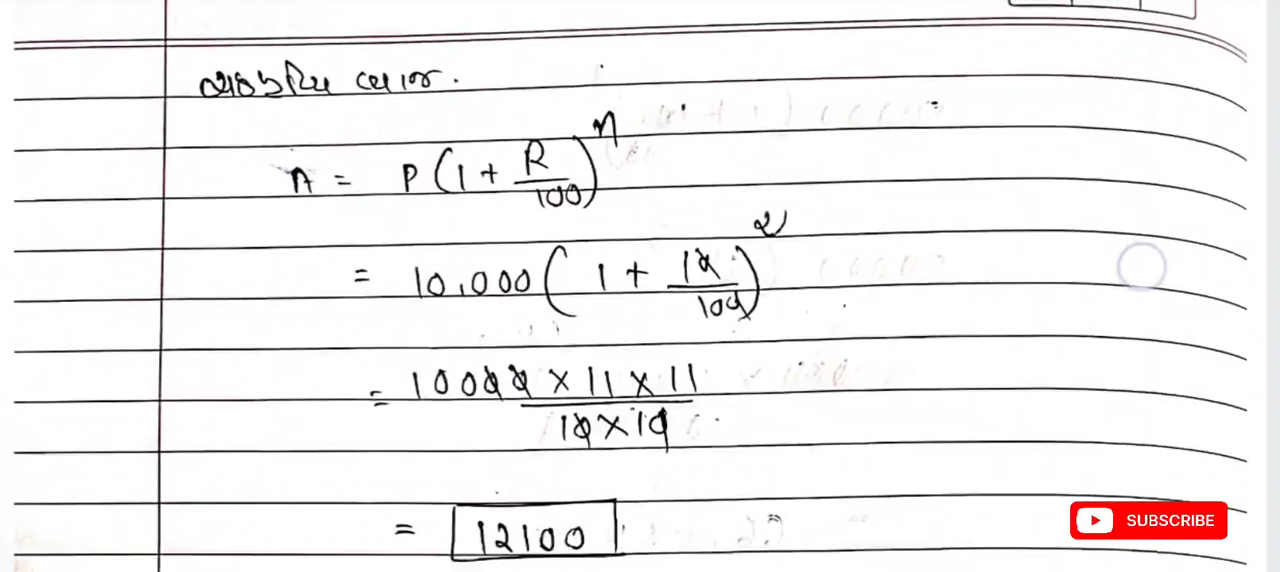 વ્યાજ.
A = P(1 + R/100)^n
= 10,000 (1 + 10/100)^2
= 10000 × 11 × 11 / 10 × 10
= 12100
SUBSCRIBE